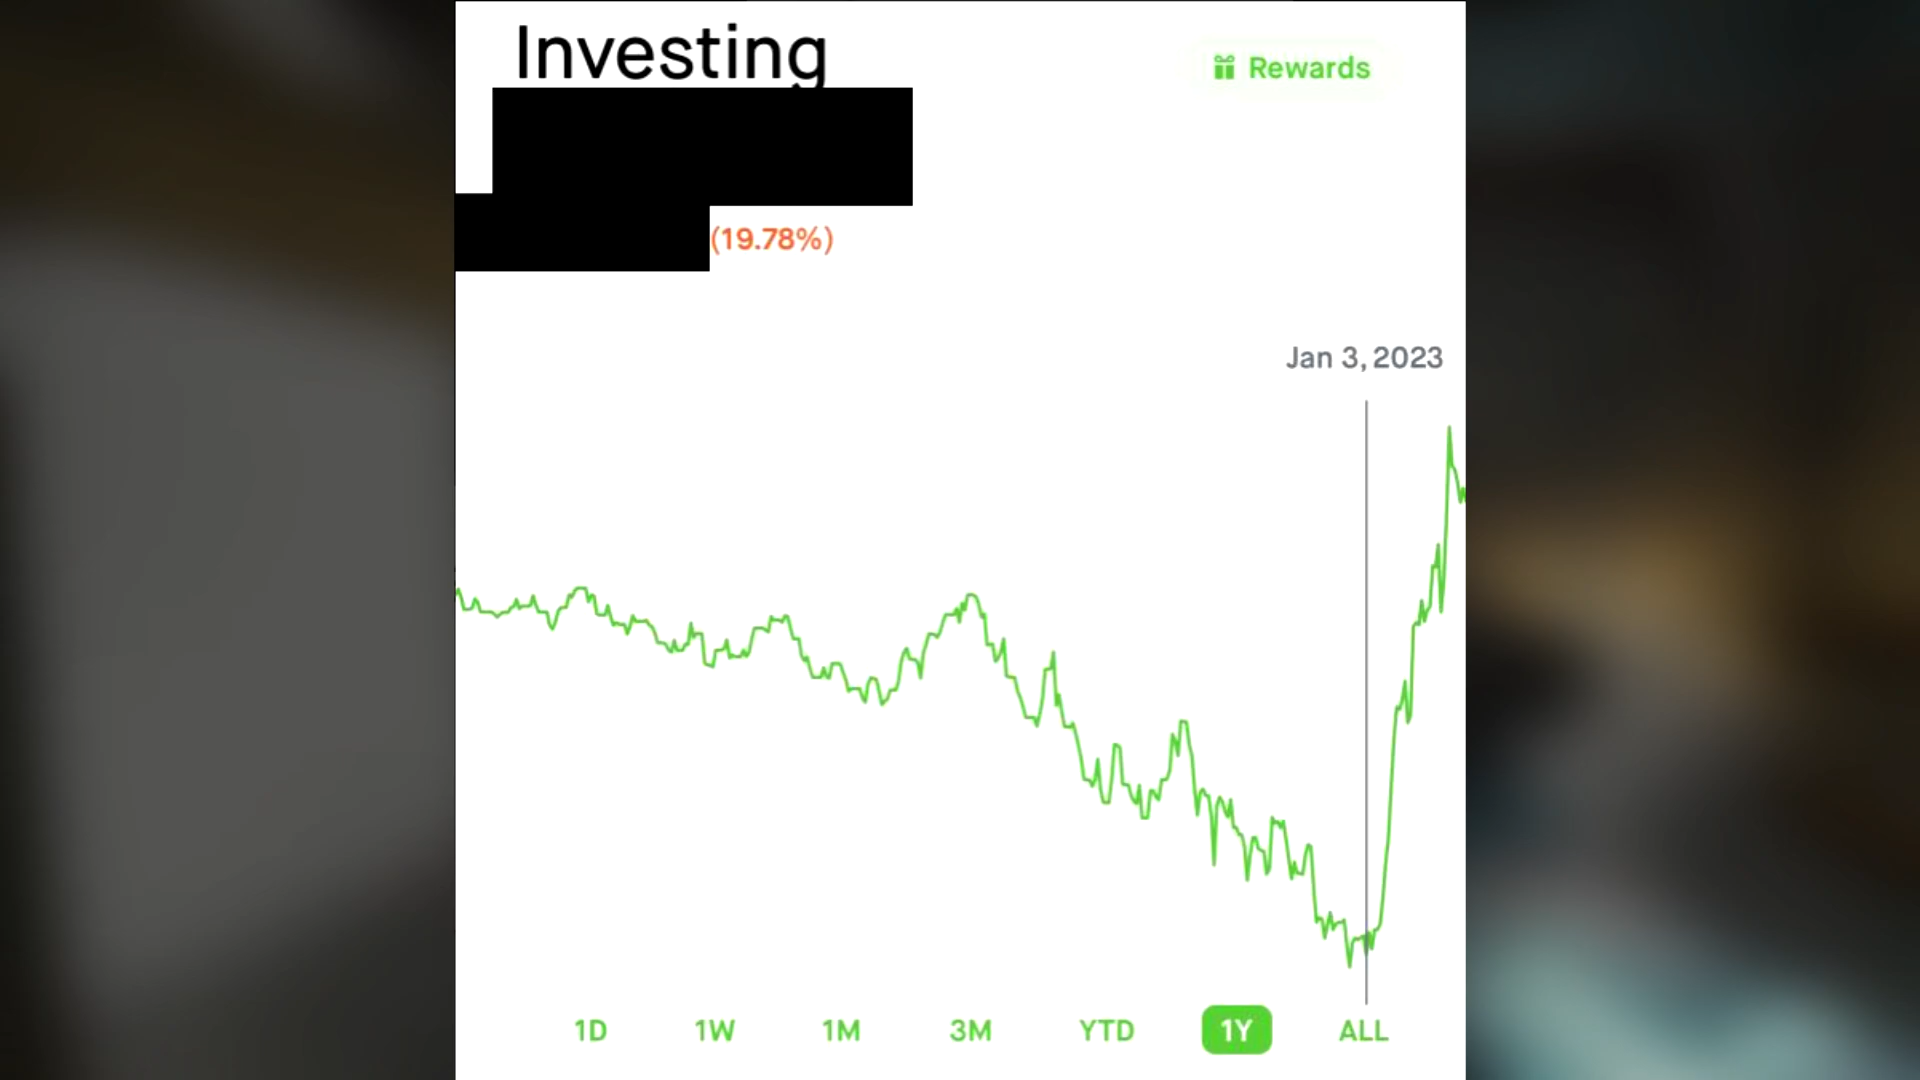 Investing
Rewards
(19.78%)
Jan 3, 2023
1D 1W 1M 3M YTD 1Y ALL